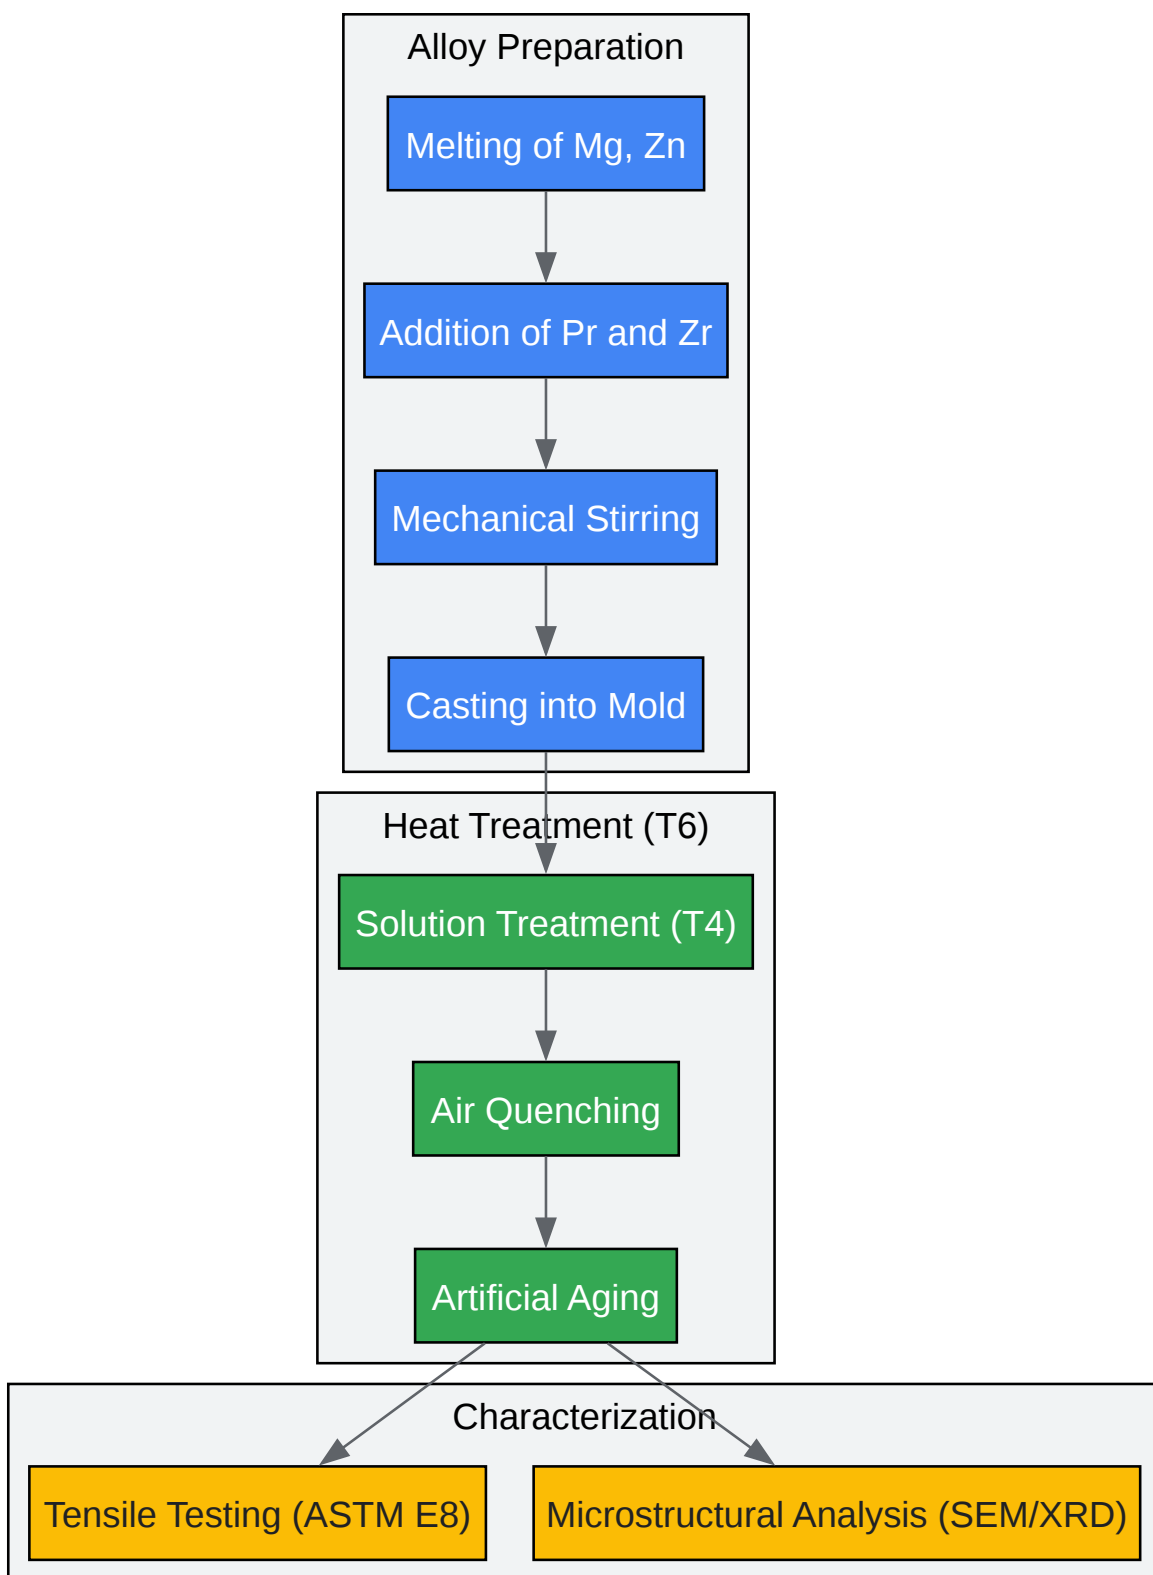 Alloy Preparation
Melting of Mg, Zn
Addition of Pr and Zr
Mechanical Stirring
Casting into Mold
Heat Treatment (T6)
Solution Treatment (T4)
Air Quenching
Artificial Aging
Characterization
Tensile Testing (ASTM E8)
Microstructural Analysis (SEM/XRD)